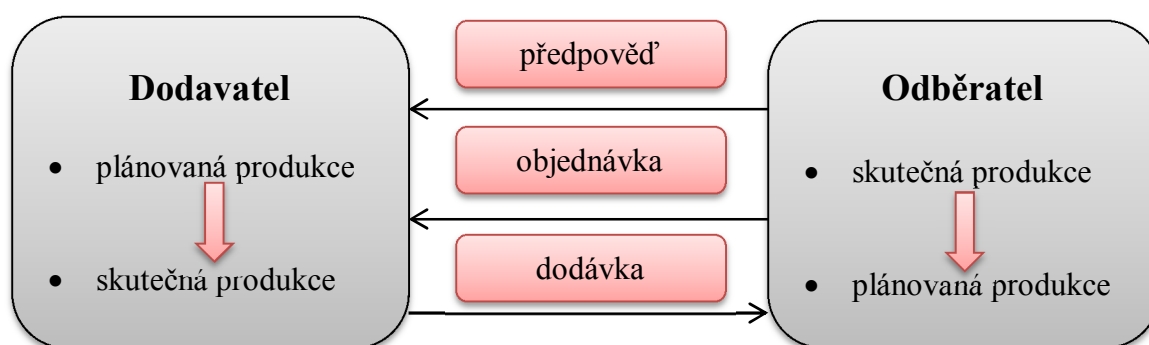 Dodavatel
• plánovaná produkce
• skutečná produkce
předpověď
objednávka
dodávka
Odběratel
• skutečná produkce
• plánovaná produkce